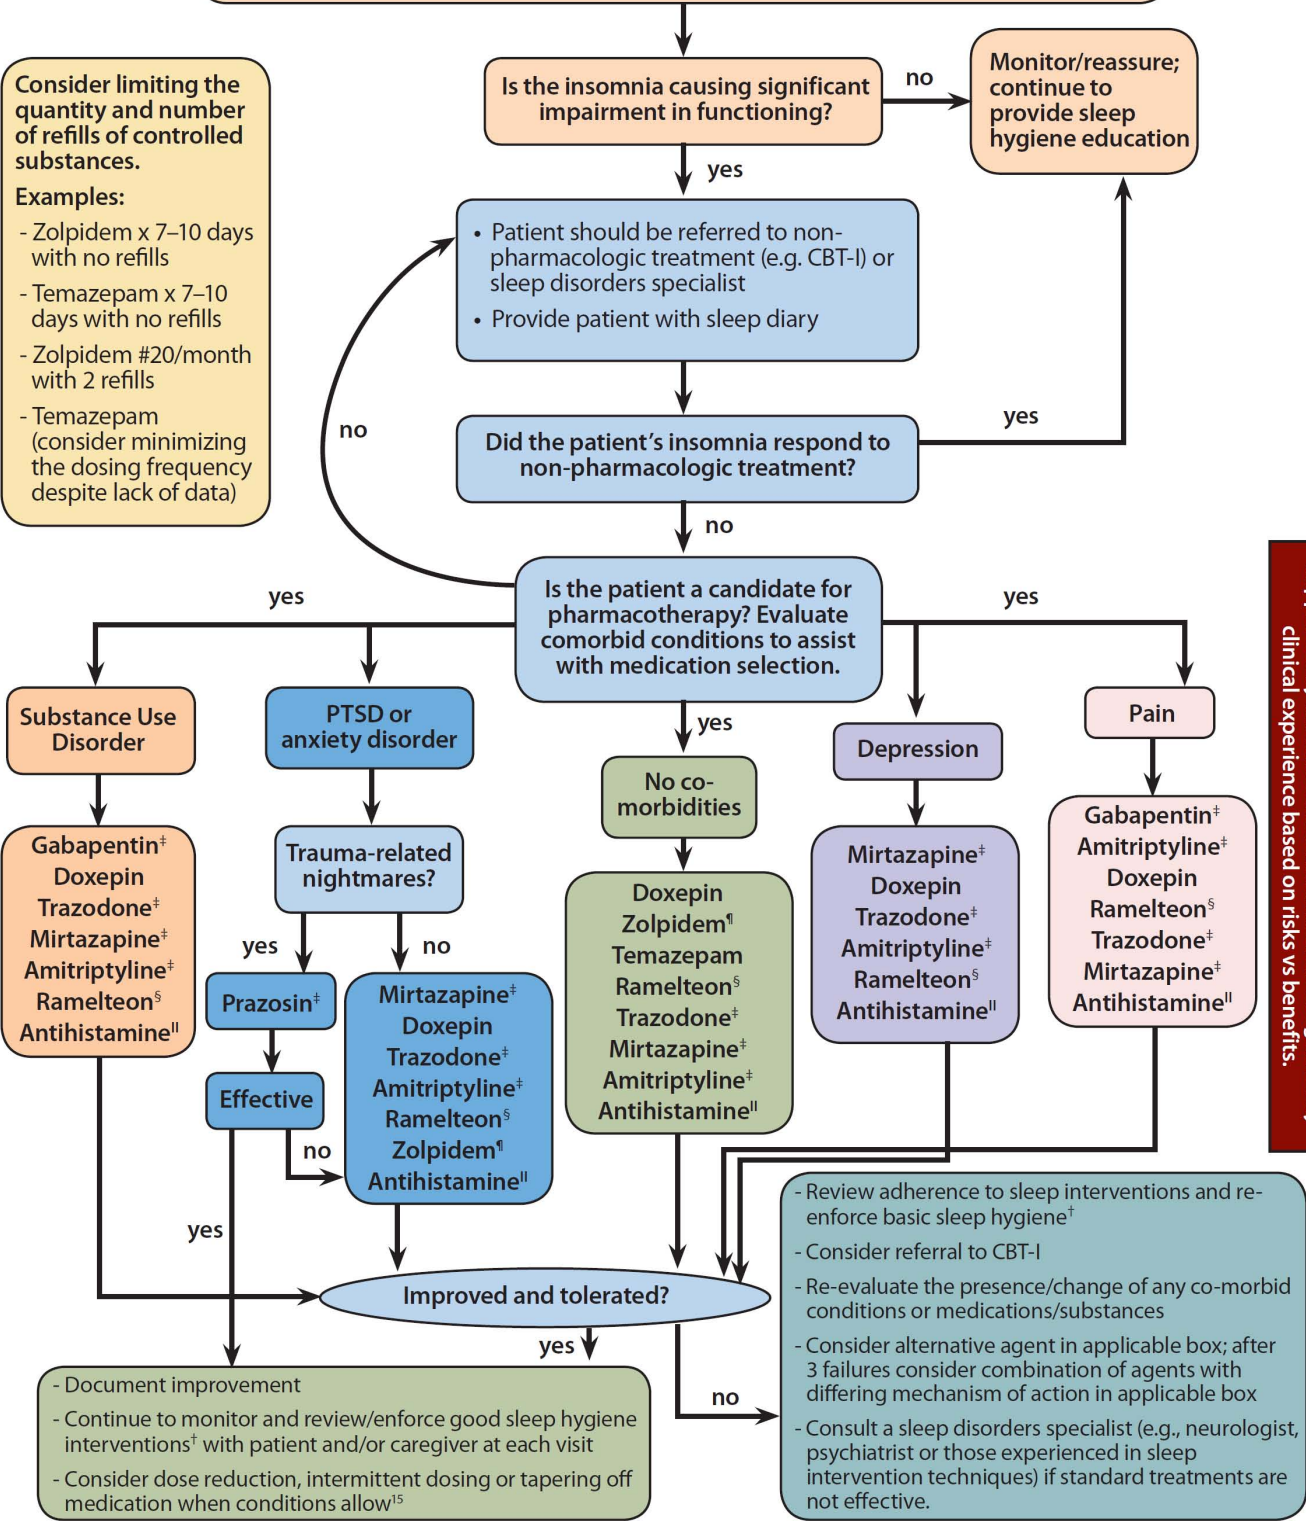 Consider limiting the
quantity and number
of refills of controlled
substances.
Examples:
- Zolpidem x 7–10 days
with no refills
- Temazepam x 7–10
days with no refills
- Zolpidem #20/month
with 2 refills
- Temazepam
(consider minimizing
the dosing frequency
despite lack of data)
Is the insomnia causing significant
impairment in functioning?
no
Monitor/reassure;
continue to
provide sleep
hygiene education
yes
• Patient should be referred to non-
pharmacologic treatment (e.g. CBT-I) or
sleep disorders specialist
• Provide patient with sleep diary
no
Did the patient's insomnia respond to
non-pharmacologic treatment?
yes
no
Is the patient a candidate for
pharmacotherapy? Evaluate
comorbid conditions to assist
with medication selection.
yes
yes
yes
Substance Use
Disorder
Gabapentin‡
Doxepin
Trazodone‡
Mirtazapine‡
Amitriptyline‡
Ramelteon§
Antihistamine||
PTSD or
anxiety disorder
Trauma-related
nightmares?
yes
no
Prazosin‡
Effective
no
yes
Mirtazapine‡
Doxepin
Trazodone‡
Amitriptyline‡
Ramelteon§
Zolpidem¶
Antihistamine||
No co-
morbidities
Doxepin
Zolpidem¶
Temazepam
Ramelteon§
Trazodone‡
Mirtazapine‡
Amitriptyline‡
Antihistamine||
Depression
Mirtazapine‡
Doxepin
Trazodone‡
Amitriptyline‡
Ramelteon§
Antihistamine||
Pain
Gabapentin‡
Amitriptyline‡
Doxepin
Ramelteon§
Trazodone‡
Mirtazapine‡
Antihistamine||
clinical experience based on risks vs benefits.
Improved and tolerated?
yes
no
- Document improvement
- Continue to monitor and review/enforce good sleep hygiene
interventions† with patient and/or caregiver at each visit
- Consider dose reduction, intermittent dosing or tapering off
medication when conditions allow15
- Review adherence to sleep interventions and re-
enforce basic sleep hygiene†
- Consider referral to CBT-I
- Re-evaluate the presence/change of any co-morbid
conditions or medications/substances
- Consider alternative agent in applicable box; after
3 failures consider combination of agents with
differing mechanism of action in applicable box
- Consult a sleep disorders specialist (e.g., neurologist,
psychiatrist or those experienced in sleep
intervention techniques) if standard treatments are
not effective.